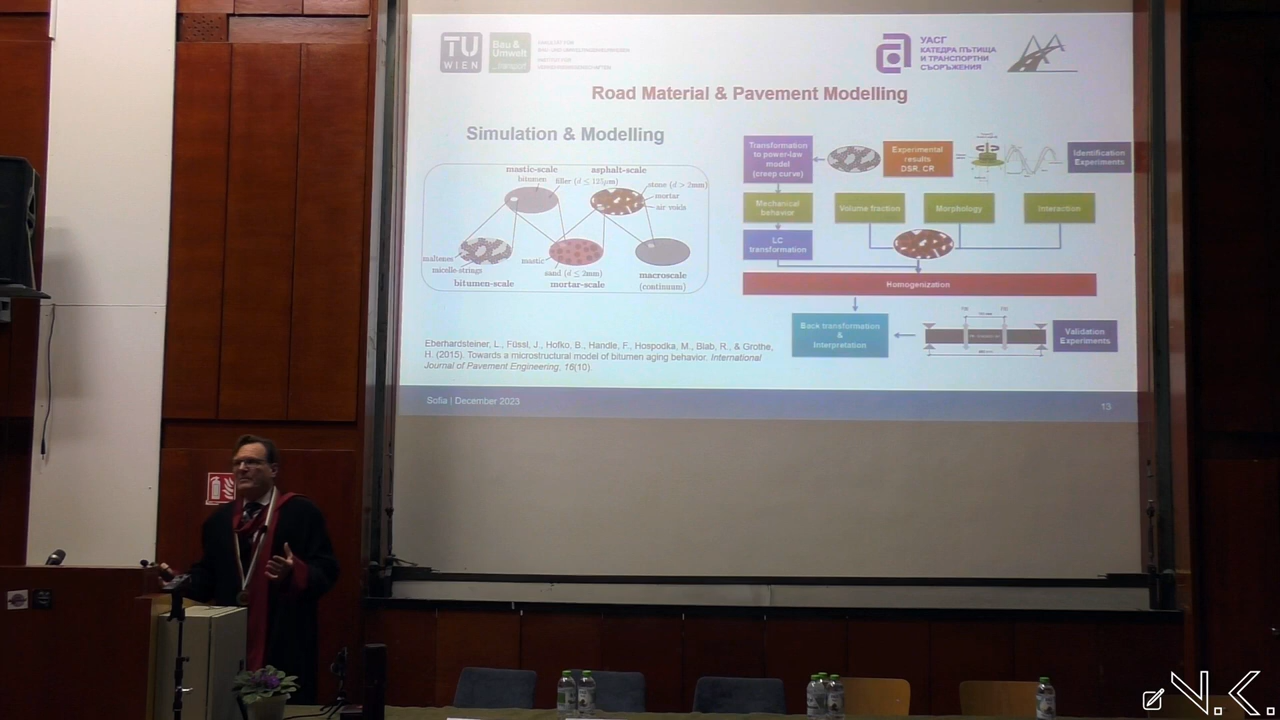 TU
WIEN
Bau &
Umwelt
УАСГ
КАТЕДРА ПЪТИЩА
И ТРАНСПОРТНИ
СЪОРЪЖЕНИЯ
Road Material & Pavement Modelling
Simulation & Modelling
mastic-scale
asphalt-scale
bitumen
filler (d ≤ 125µm)
stone (d > 2mm)
mortar
air voids
maltenes
micelle-strings
mastic
sand (d ≤ 2mm)
bitumen-scale
mortar-scale
macroscale
(continuum)
Transformation
to power-law
model
(creep curve)
Experimental
results
DSR, CR
Identification
Experiments
Mechanical
behavior
Volume fraction
Morphology
Interaction
LC
transformation
Homogenization
Back transformation
&
Interpretation
Validation
Experiments
Eberhardsteiner, L., Füssl, J., Hofko, B., Handle, F., Hospodka, M., Blab, R., & Grothe,
H. (2015). Towards a microstructural model of bitumen aging behavior. International
Journal of Pavement Engineering, 16(10).
Sofia | December 2023
13
V.K.